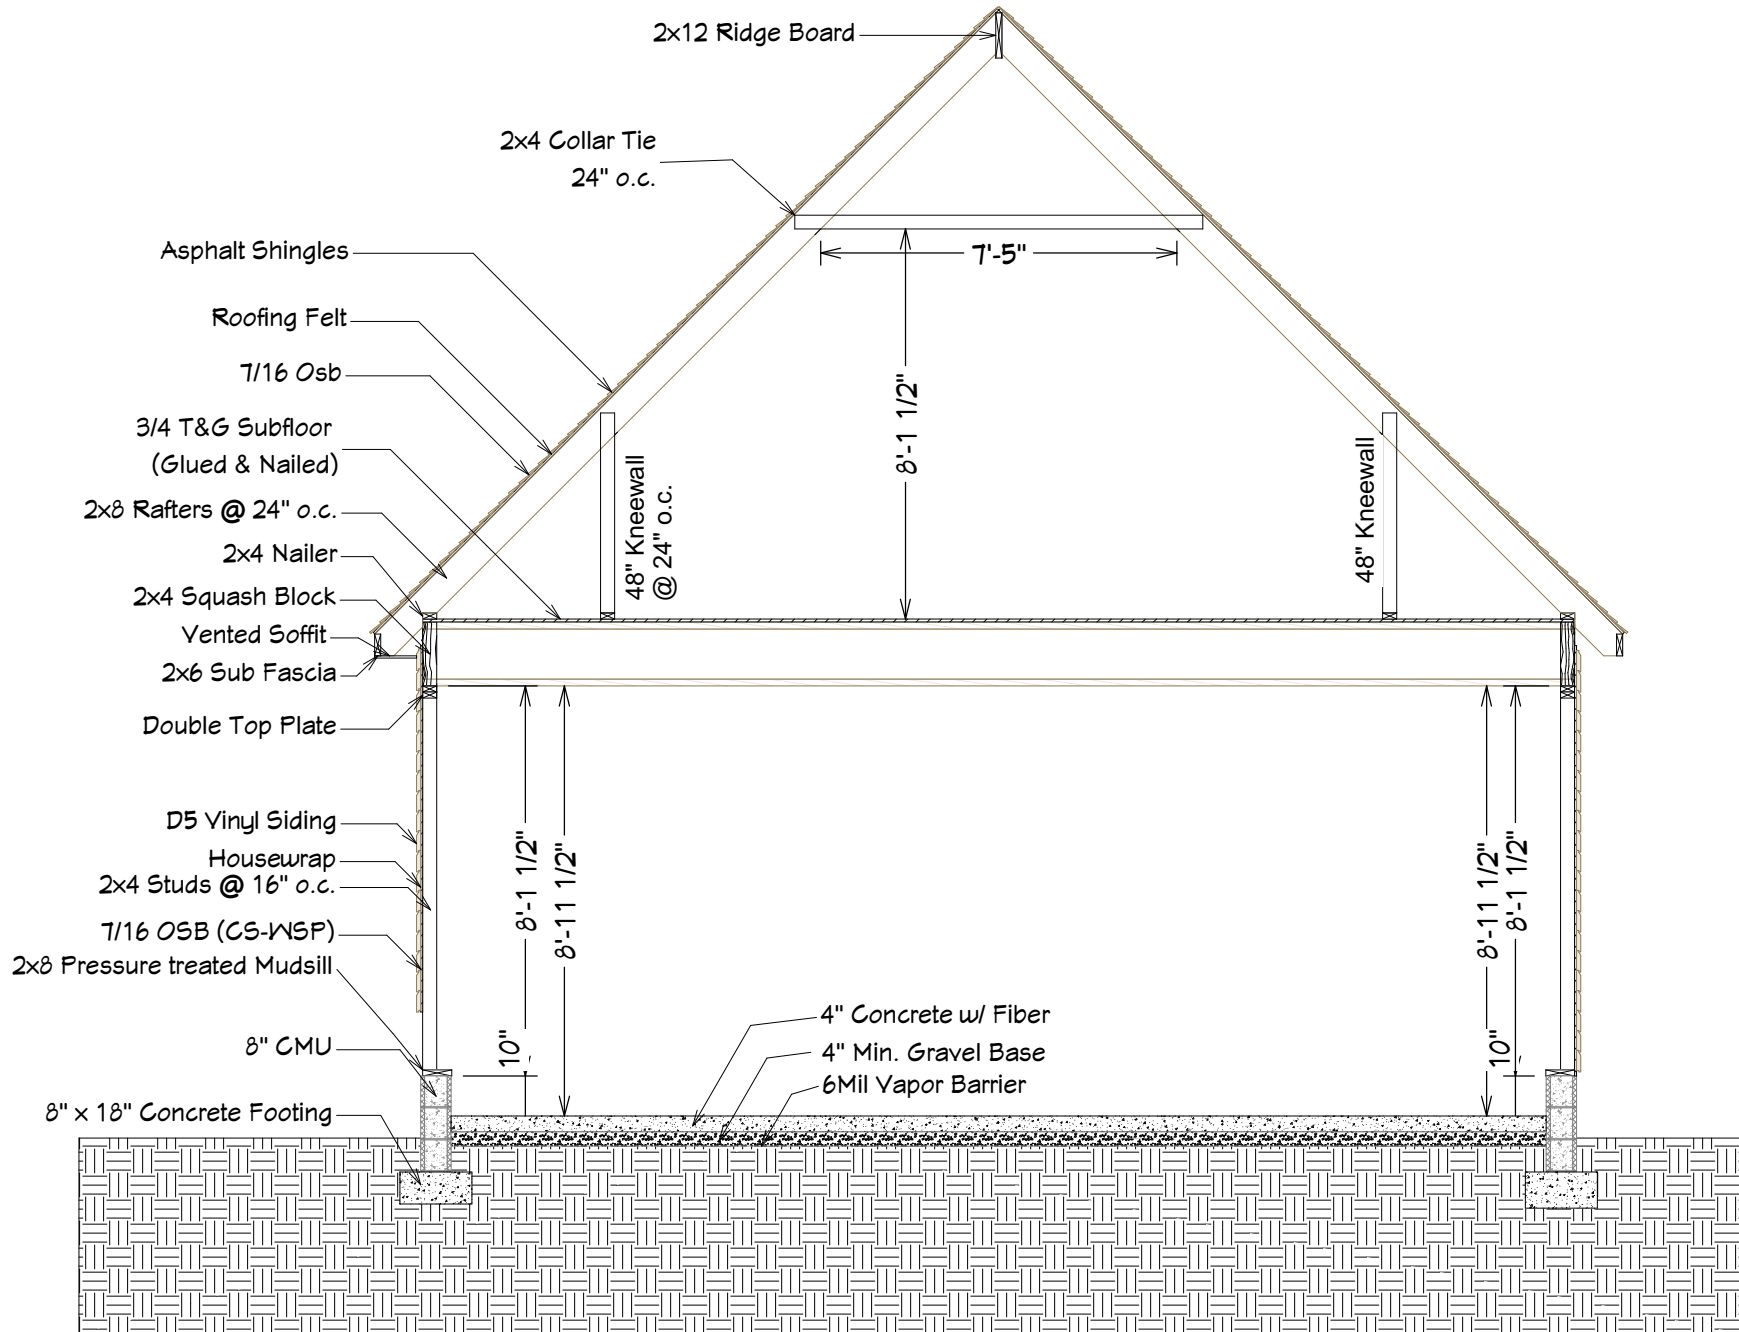 2x12 Ridge Board
2x4 Collar Tie
24" o.c.
7'-5"
Asphalt Shingles
Roofing Felt
7/16 Osb
3/4 T&G Subfloor
(Glued & Nailed)
2x8 Rafters @ 24" o.c.
2x4 Nailer
2x4 Squash Block
Vented Soffit
2x6 Sub Fascia
Double Top Plate
8'-1 1/2"
48" Kneewall
@ 24" o.c.
48" Kneewall
D5 Vinyl Siding
Housewrap
2x4 Studs @ 16" o.c.
7/16 OSB (CS-WSP)
2x8 Pressure treated Mudsill
8" CMU
8" x 18" Concrete Footing
8'-1 1/2"
8'-11 1/2"
10"
8'-11 1/2"
8'-1 1/2"
10"
4" Concrete w/ Fiber
4" Min. Gravel Base
6Mil Vapor Barrier